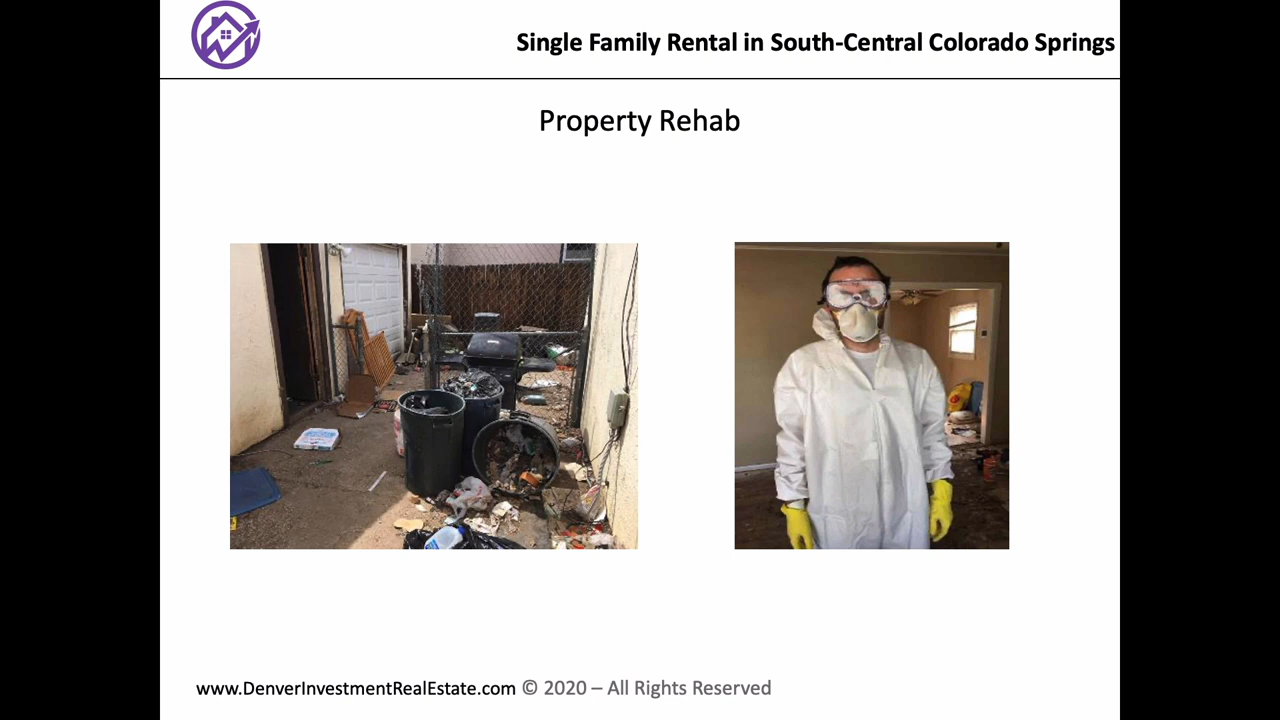 Single Family Rental in South-Central Colorado Springs
Property Rehab
www.DenverInvestmentRealEstate.com © 2020 – All Rights Reserved